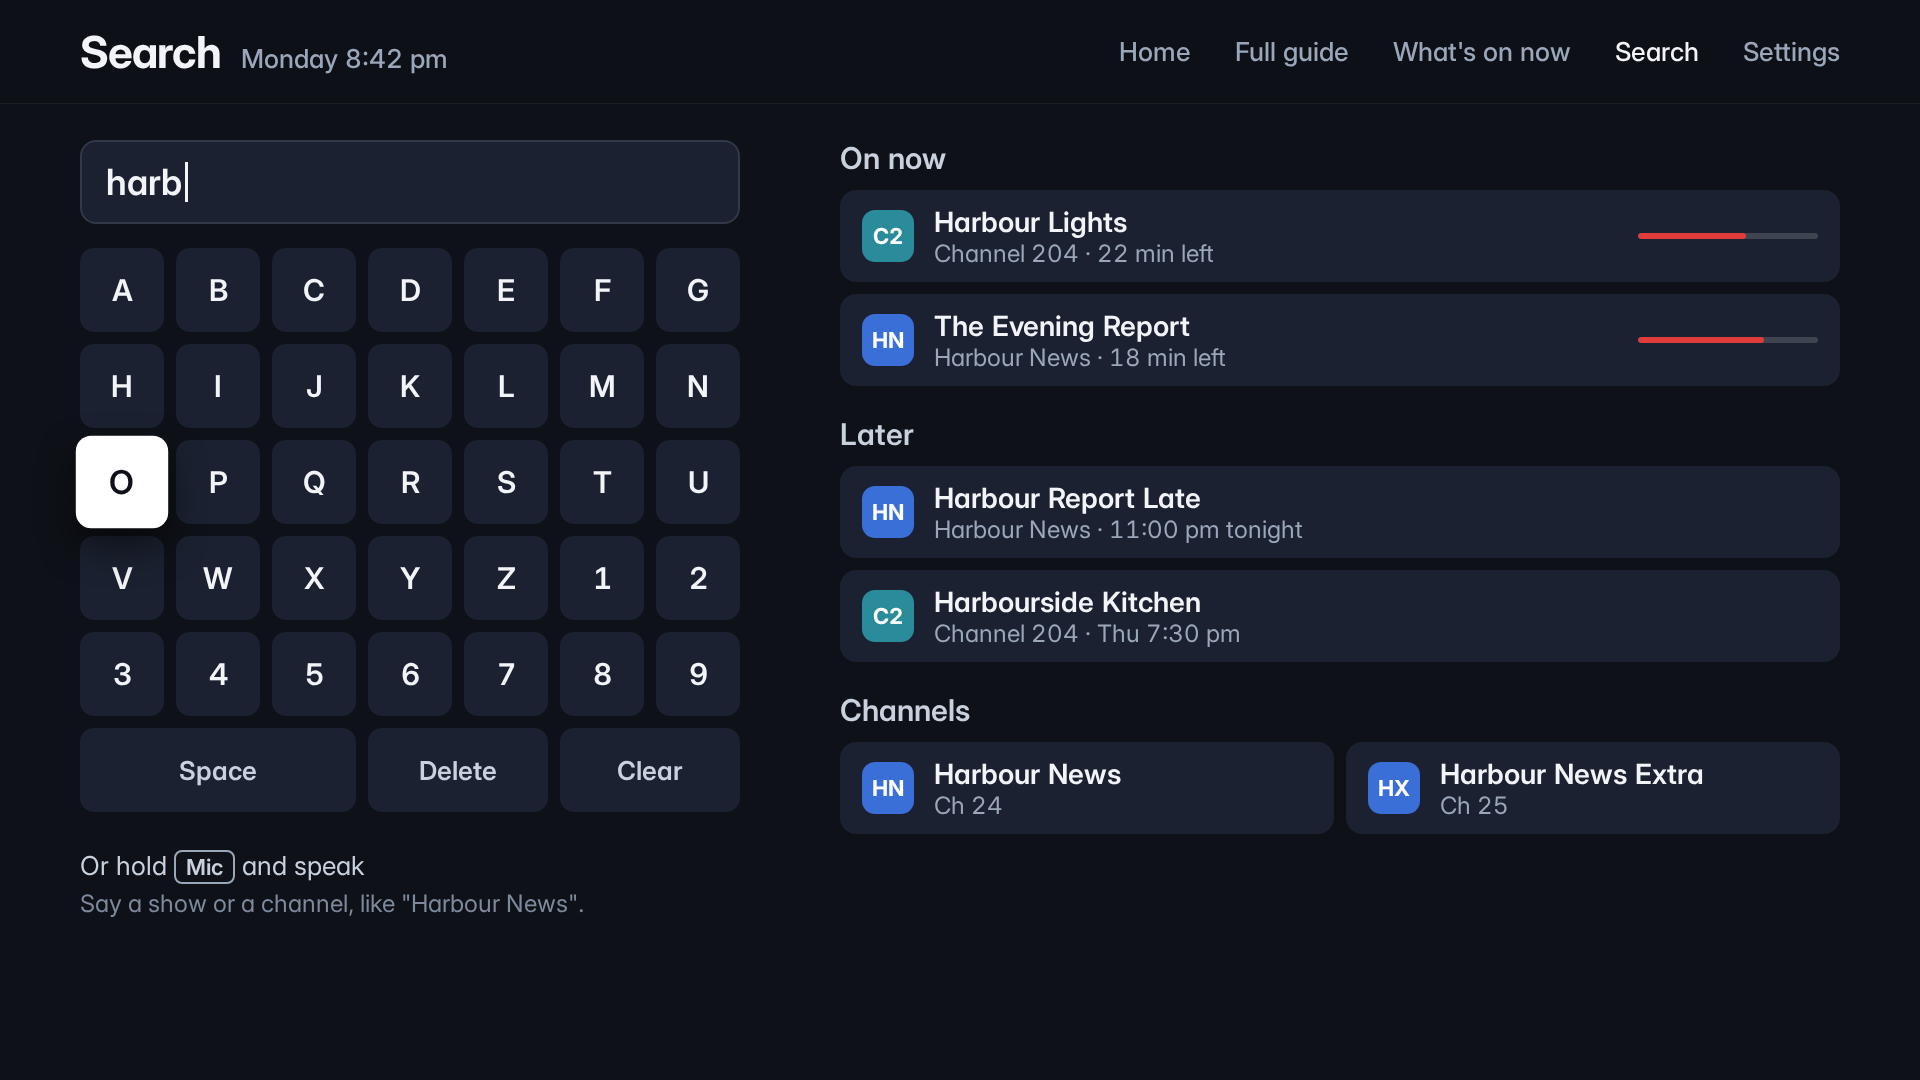 Search Monday 8:42 pm
Home Full guide What's on now Search Settings
harb
A B C D E F G
H I J K L M N
O P Q R S T U
V W X Y Z 1 2
3 4 5 6 7 8 9
Space Delete Clear
Or hold Mic and speak
Say a show or a channel, like "Harbour News".
On now
C2
Harbour Lights
Channel 204 · 22 min left
HN
The Evening Report
Harbour News · 18 min left
Later
HN
Harbour Report Late
Harbour News · 11:00 pm tonight
C2
Harbourside Kitchen
Channel 204 · Thu 7:30 pm
Channels
HN
Harbour News
Ch 24
HX
Harbour News Extra
Ch 25